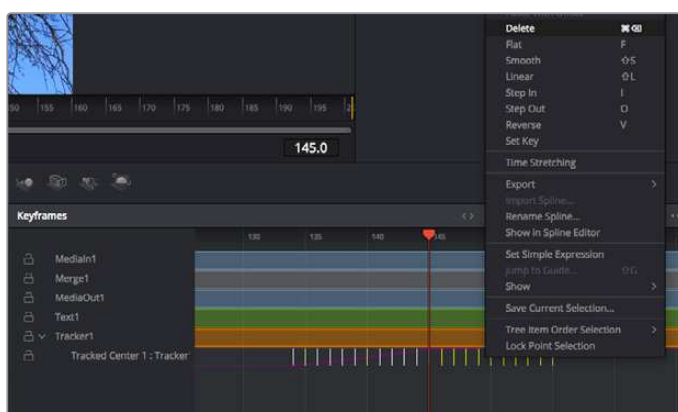 Delete ⌘⌫
Flat F
Smooth ⇧S
Linear ⇧L
Step In I
Step Out O
Reverse V
Set Key
Time Stretching
Export >
Import Spline...
Rename Spline...
Show in Spline Editor
Set Simple Expression
Jump to Guide... ⇧G
Show >
Save Current Selection...
Tree Item Order Selection >
Lock Point Selection
50 155 160 165 170 175 180 185 190 195
145.0
Keyframes
130 135 140 145
MediaIn1
Merge1
MediaOut1
Text1
Tracker1
Tracked Center 1 : Tracker